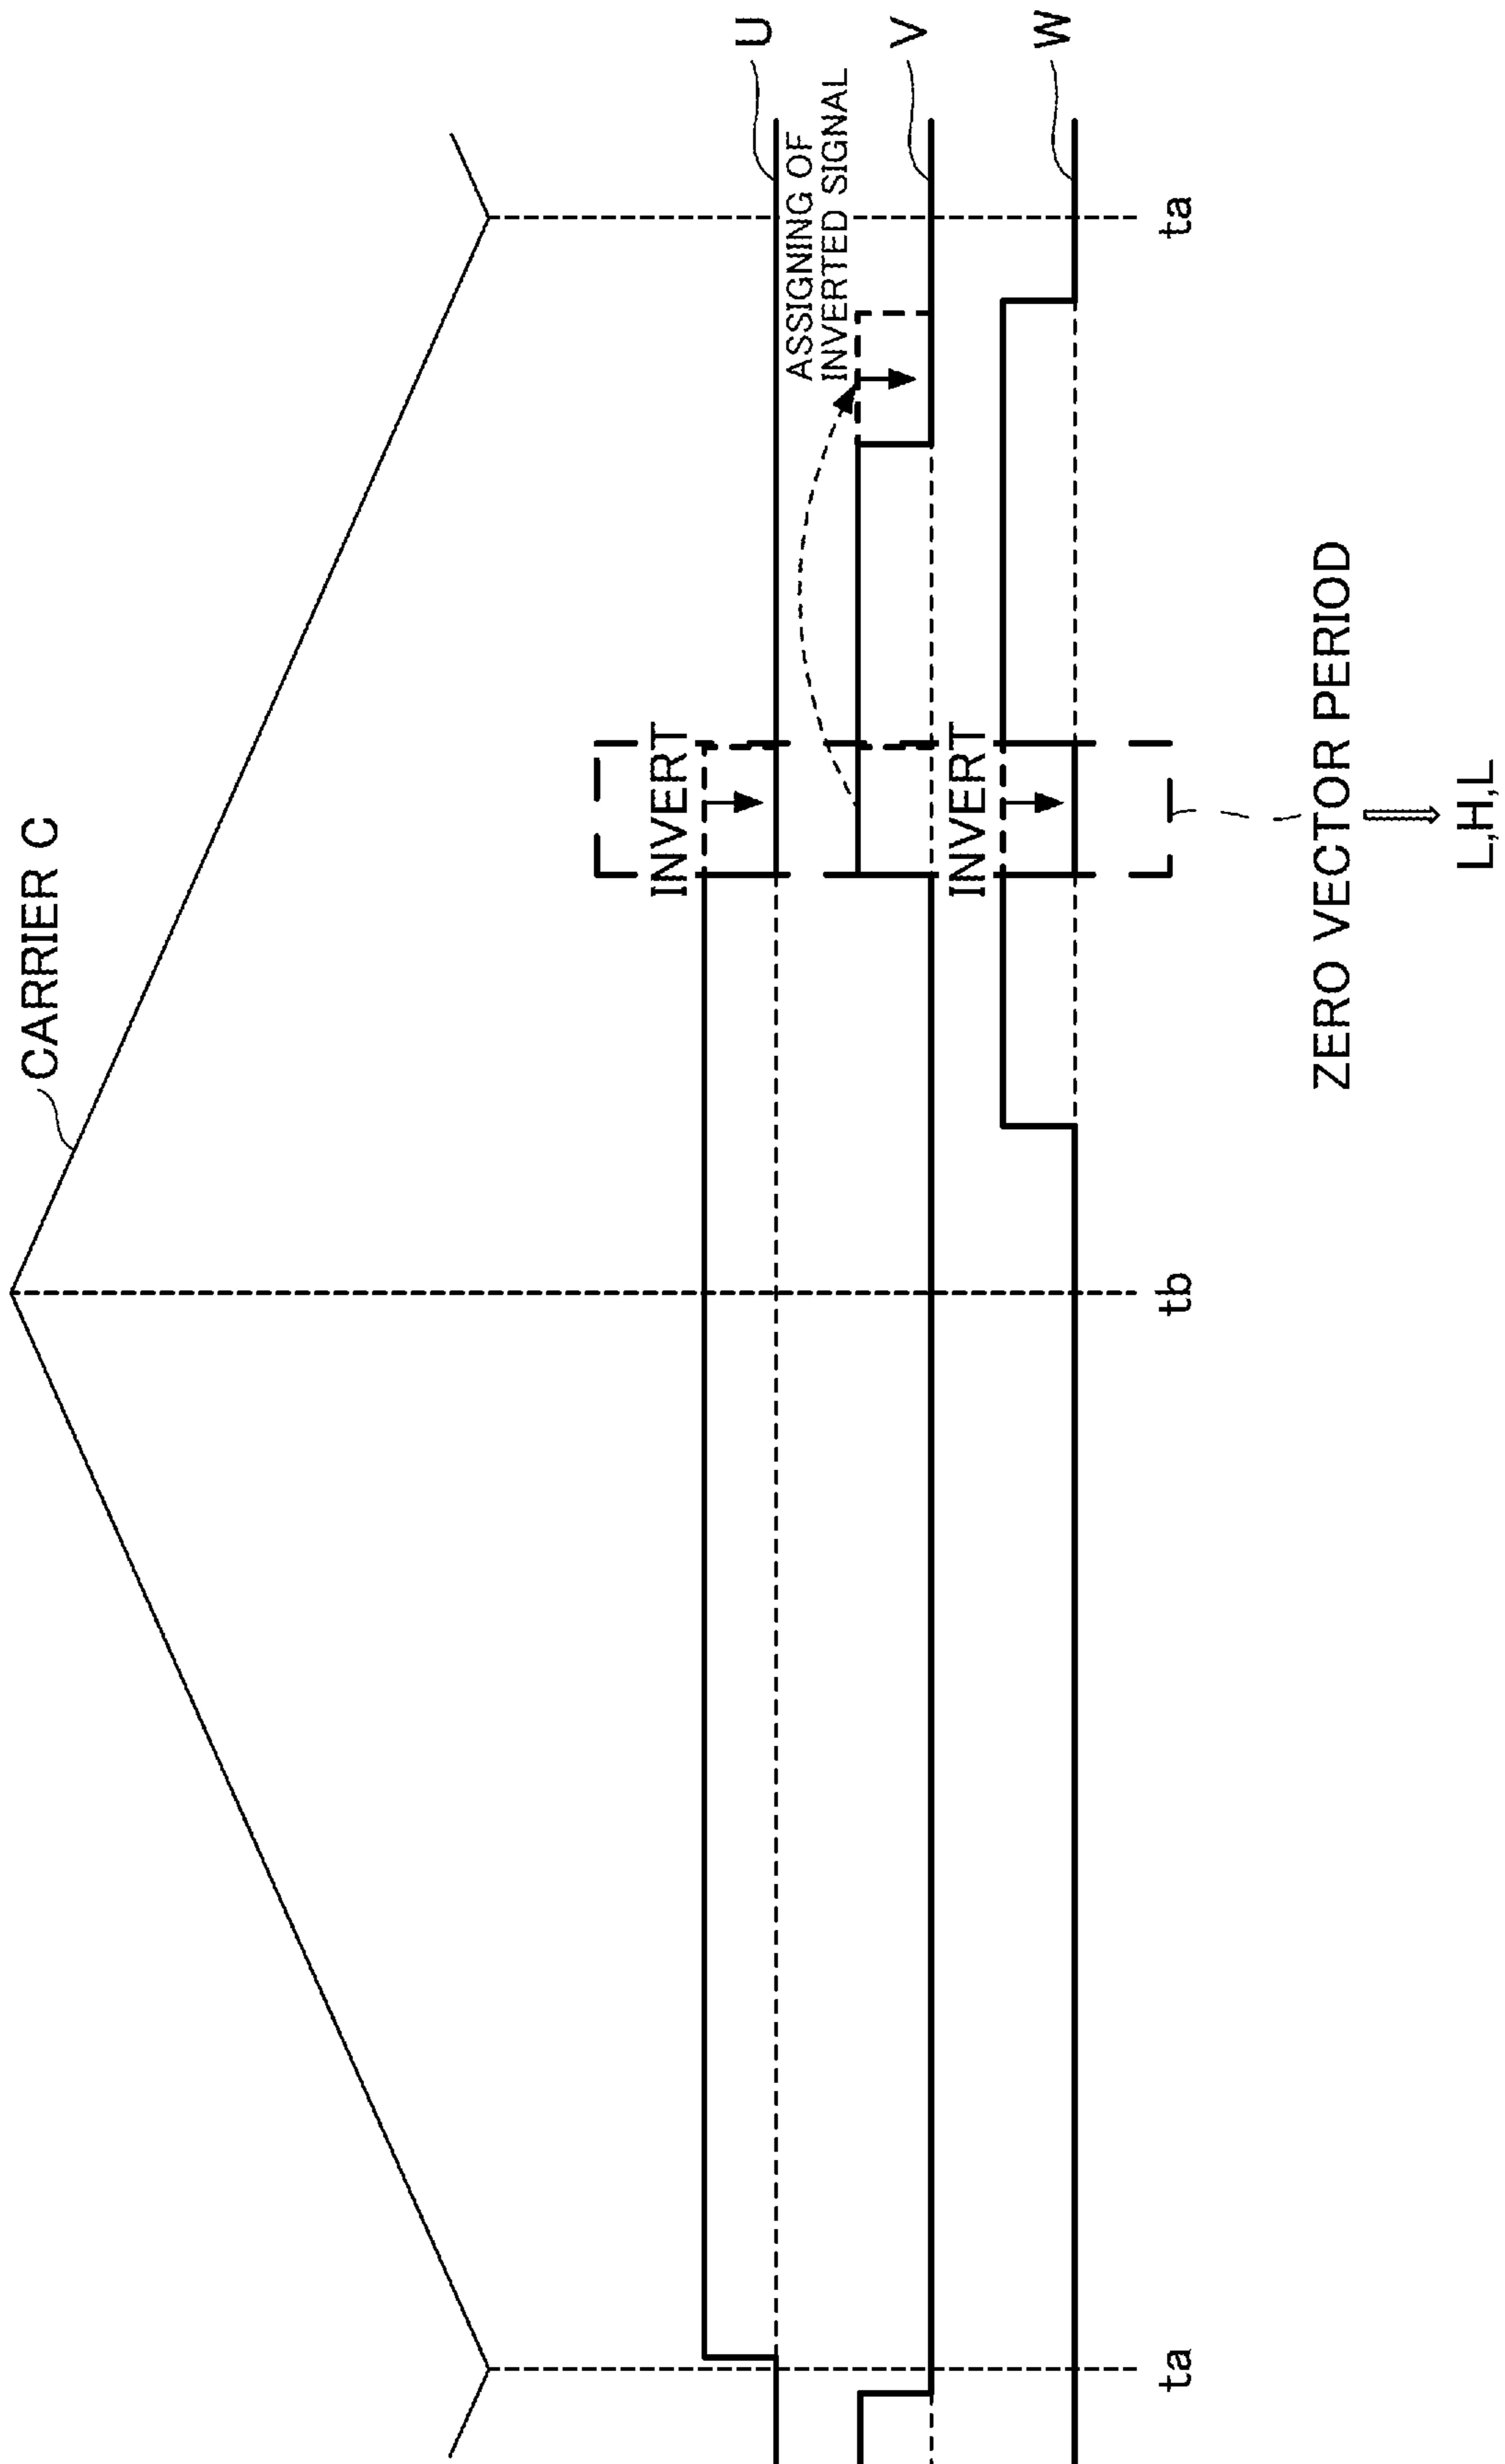 CARRIER C
U
ASSIGNING OF
INVERTED SIGNAL
V
W
INVERT
INVERT
ta
tb
ta
ZERO VECTOR PERIOD
L,H,L